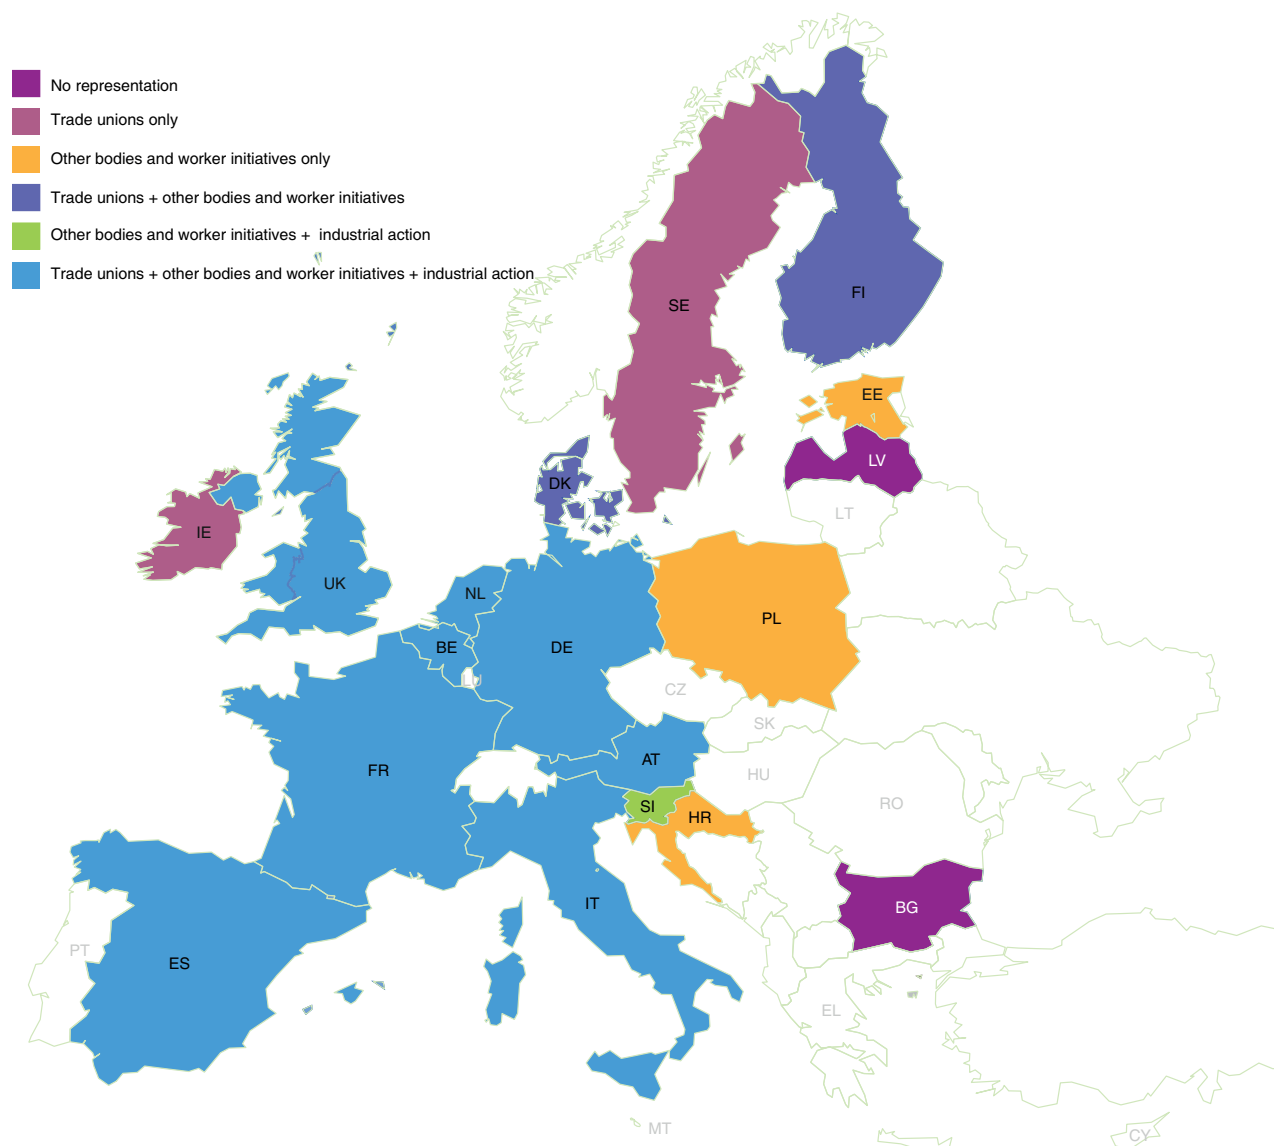 No representation
Trade unions only
Other bodies and worker initiatives only
Trade unions + other bodies and worker initiatives
Other bodies and worker initiatives + industrial action
Trade unions + other bodies and worker initiatives + industrial action
FI
SE
EE
LV
DK
LT
IE
UK
NL
PL
BE
DE
LU
CZ
SK
AT
FR
HU
RO
SI
HR
IT
BG
PT
ES
EL
MT
CY